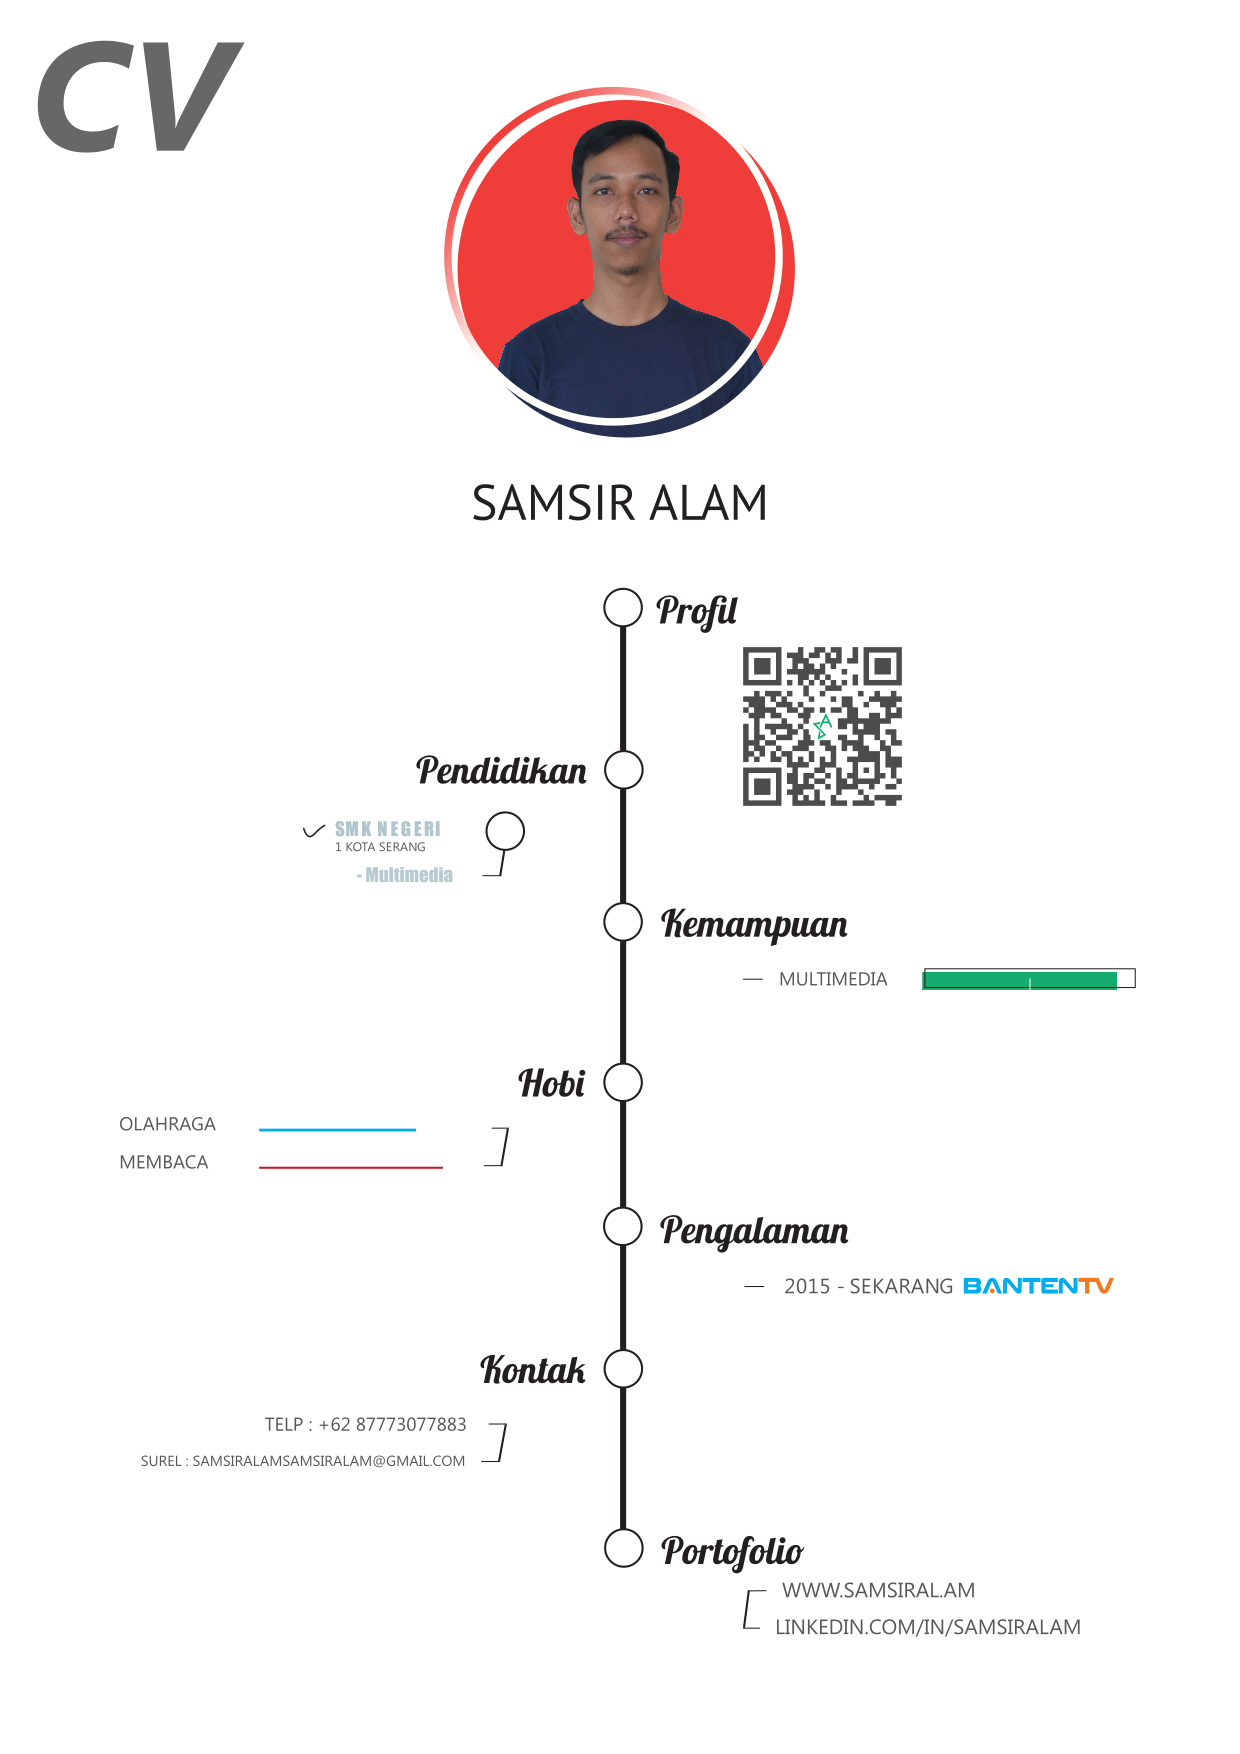 CV
SAMSIR ALAM
Profil
Pendidikan
SMK NEGERI
1 KOTA SERANG
- Multimedia
Kemampuan
— MULTIMEDIA
Hobi
OLAHRAGA
MEMBACA
Pengalaman
— 2015 - SEKARANG BANTENTV
Kontak
TELP : +62 87773077883
SUREL : SAMSIRALAMSAMSIRALAM@GMAIL.COM
Portofolio
WWW.SAMSIRAL.AM
LINKEDIN.COM/IN/SAMSIRALAM